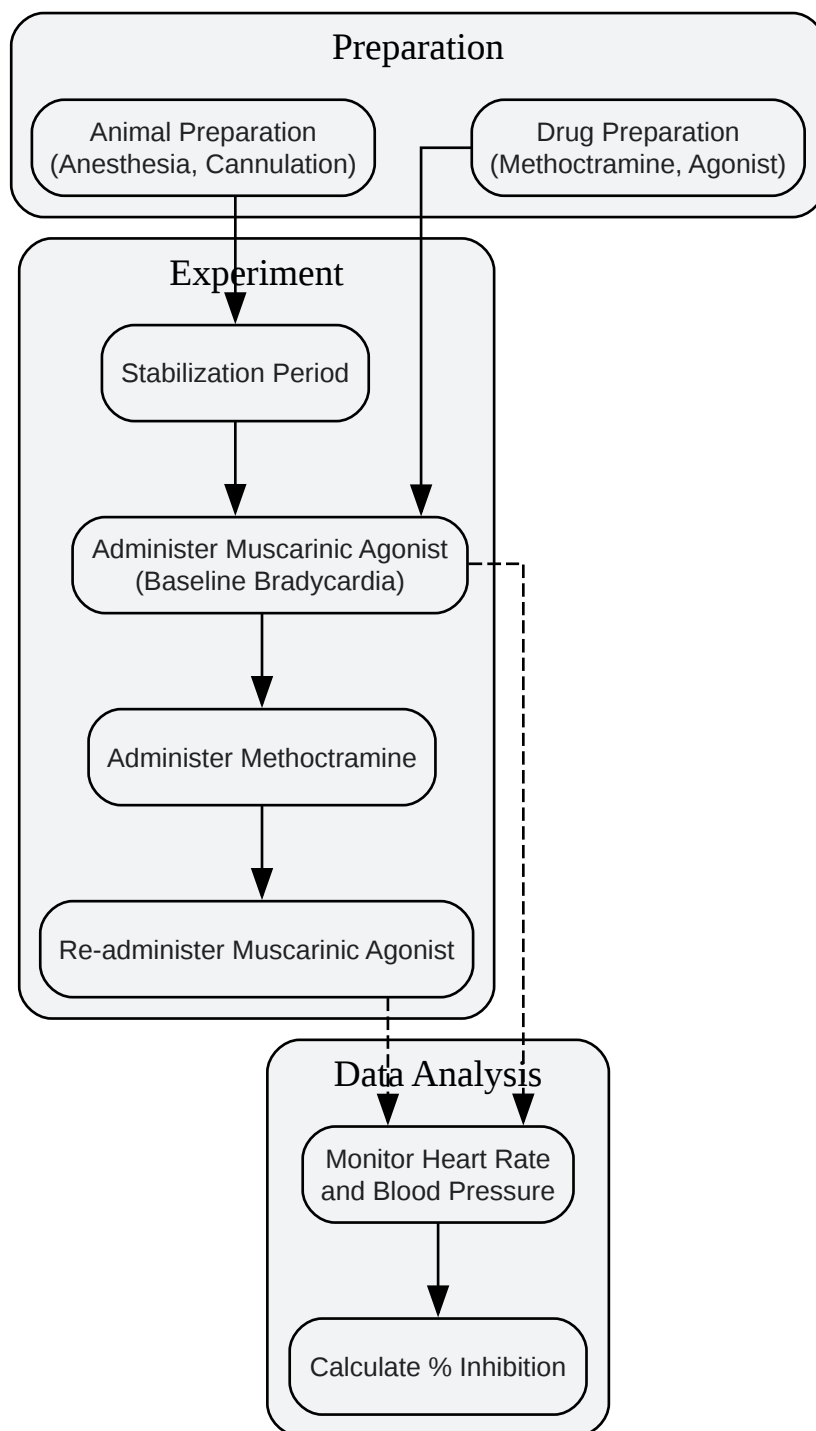 Preparation
Animal Preparation
(Anesthesia, Cannulation)
Drug Preparation
(Methoctramine, Agonist)
Experiment
Stabilization Period
Administer Muscarinic Agonist
(Baseline Bradycardia)
Administer Methoctramine
Re-administer Muscarinic Agonist
Data Analysis
Monitor Heart Rate
and Blood Pressure
Calculate % Inhibition